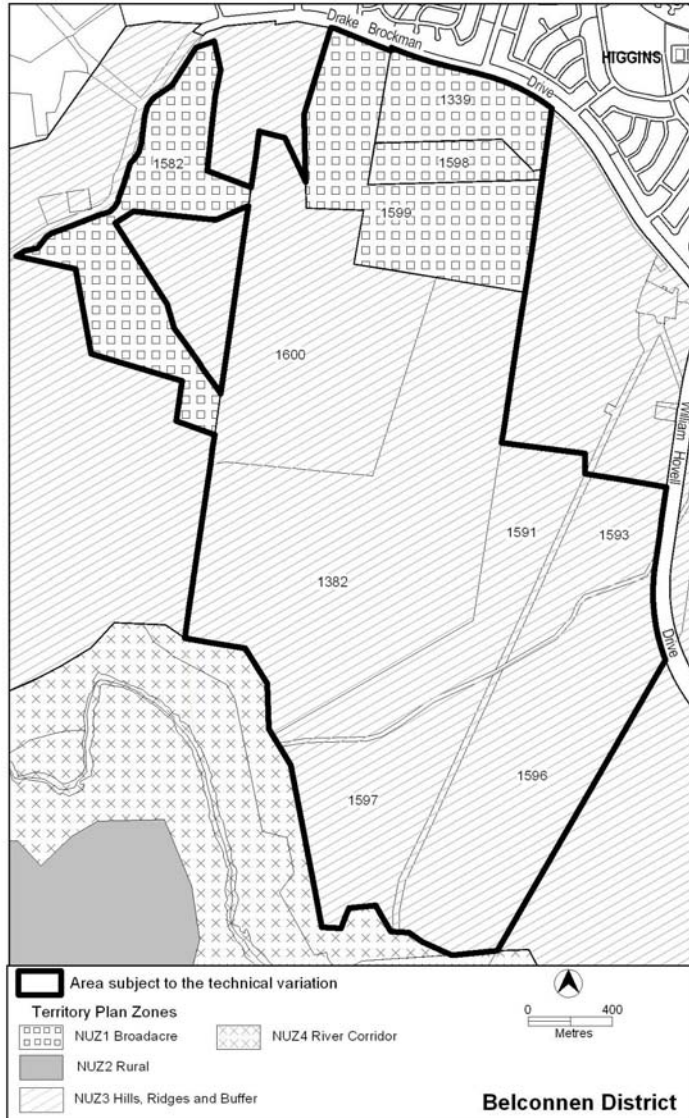 Drake Brockman Drive
HIGGINS
1339
1582
1598
1599
1600
William Hovell Drive
1591
1593
1382
1596
1597
Area subject to the technical variation
Territory Plan Zones
NUZ1 Broadacre
NUZ4 River Corridor
NUZ2 Rural
NUZ3 Hills, Ridges and Buffer
0 400
Metres
Belconnen District